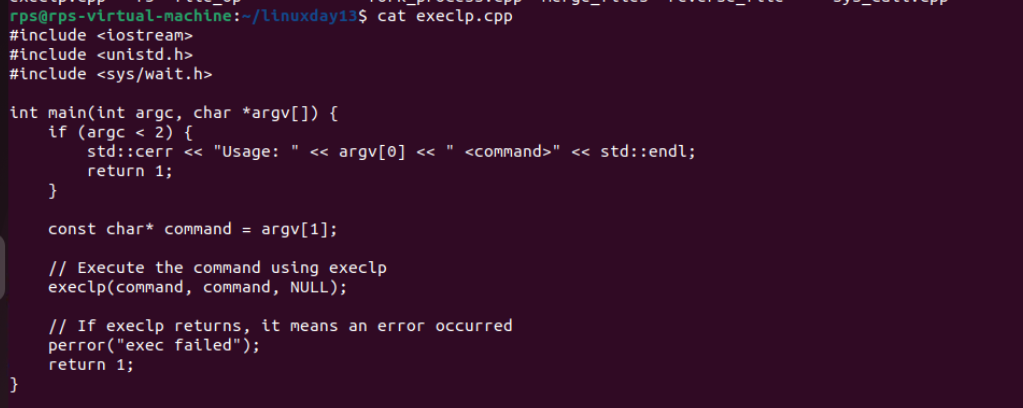 rps@rps-virtual-machine:~/linuxday13$ cat execlp.cpp
#include <iostream>
#include <unistd.h>
#include <sys/wait.h>
int main(int argc, char *argv[]) {
    if (argc < 2) {
        std::cerr << "Usage: " << argv[0] << " <command>" << std::endl;
        return 1;
    }
    const char* command = argv[1];
    // Execute the command using execlp
    execlp(command, command, NULL);
    // If execlp returns, it means an error occurred
    perror("exec failed");
    return 1;
}